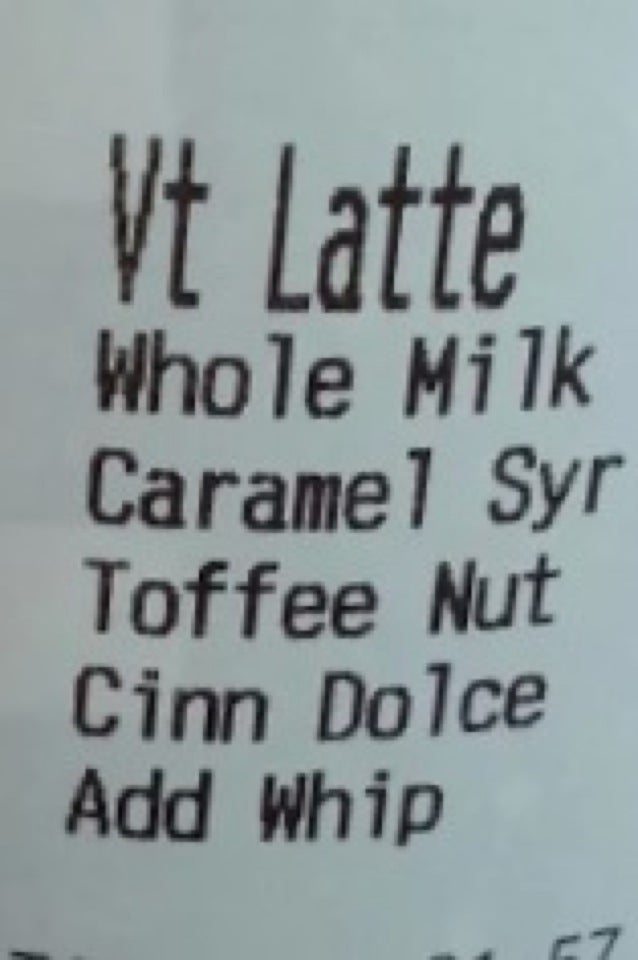 Vt Latte
Whole Milk
Caramel Syr
Toffee Nut
Cinn Dolce
Add Whip